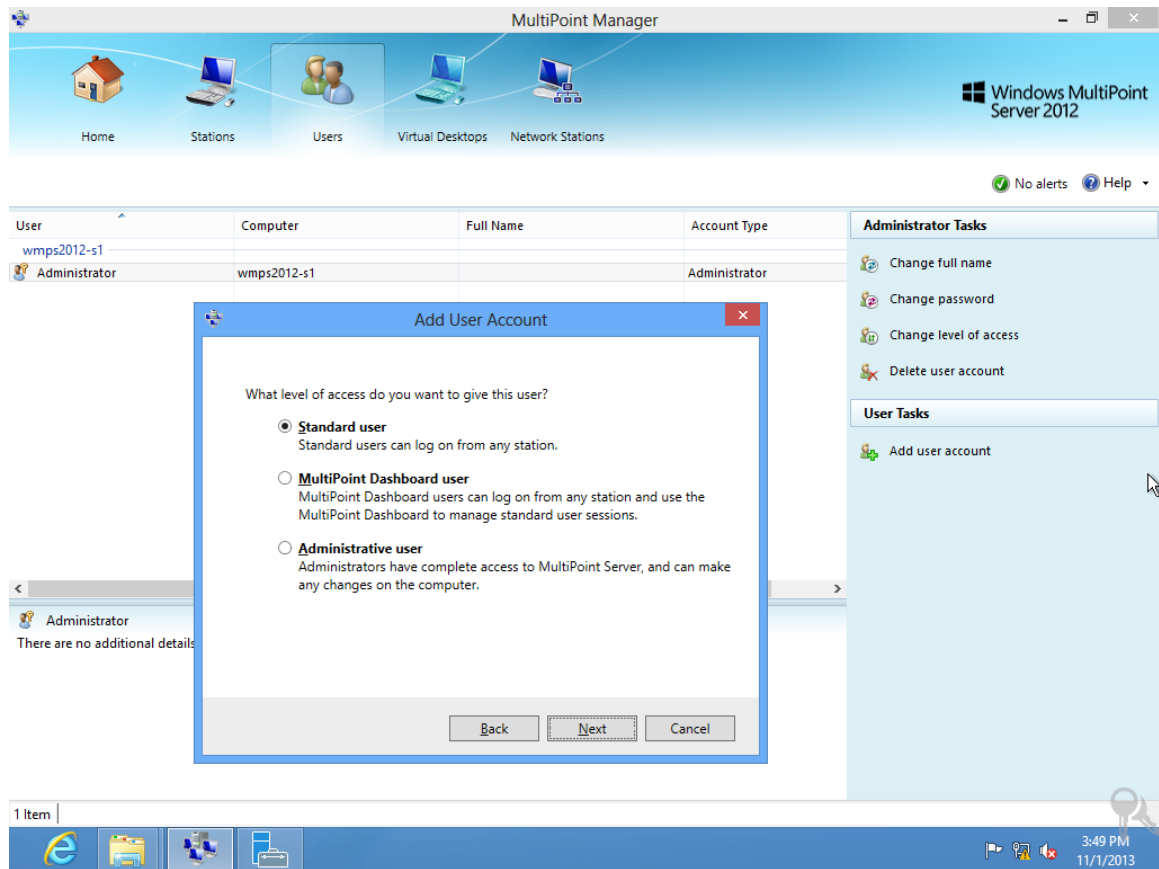 MultiPoint Manager
Home
Stations
Users
Virtual Desktops
Network Stations
Windows MultiPoint
Server 2012
No alerts
Help
User
Computer
Full Name
Account Type
wmps2012-s1
Administrator
wmps2012-s1
Administrator
Administrator Tasks
Change full name
Change password
Change level of access
Delete user account
User Tasks
Add user account
Add User Account
What level of access do you want to give this user?
Standard user
Standard users can log on from any station.
MultiPoint Dashboard user
MultiPoint Dashboard users can log on from any station and use the
MultiPoint Dashboard to manage standard user sessions.
Administrative user
Administrators have complete access to MultiPoint Server, and can make
any changes on the computer.
Back
Next
Cancel
Administrator
There are no additional details
1 Item
3:49 PM
11/1/2013